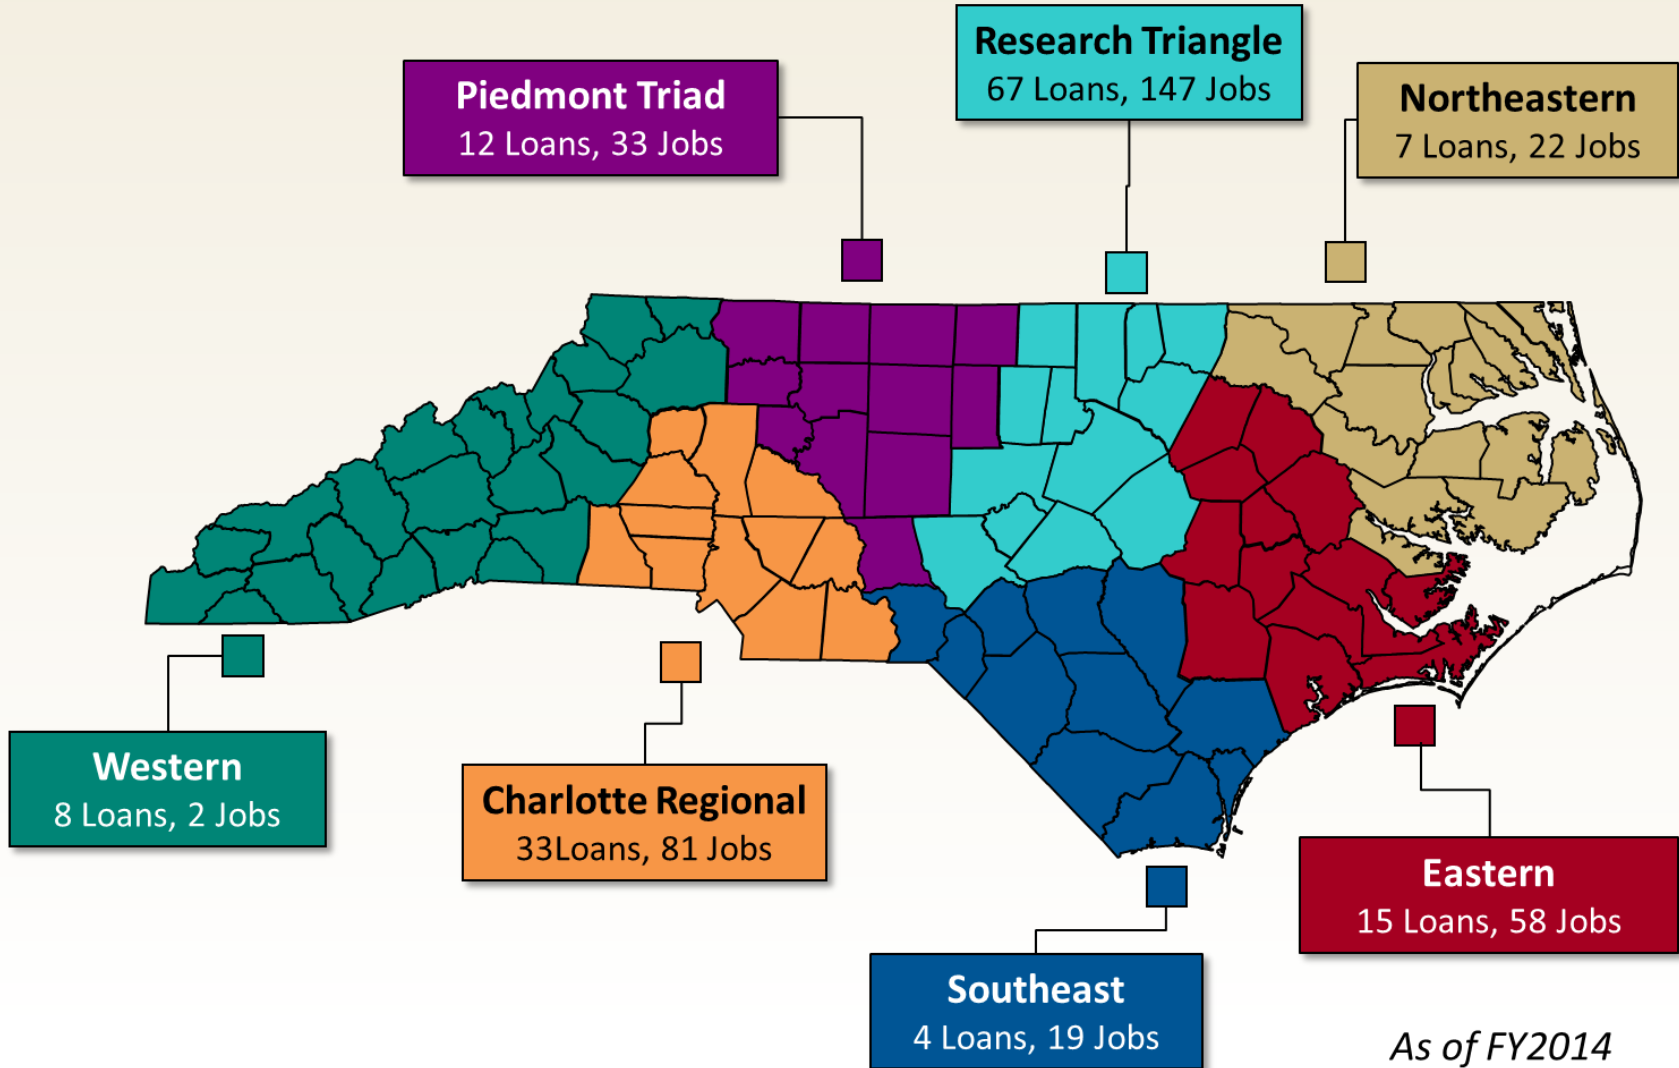 Research Triangle
67 Loans, 147 Jobs
Piedmont Triad
12 Loans, 33 Jobs
Northeastern
7 Loans, 22 Jobs
Western
8 Loans, 2 Jobs
Charlotte Regional
33Loans, 81 Jobs
Eastern
15 Loans, 58 Jobs
Southeast
4 Loans, 19 Jobs
As of FY2014